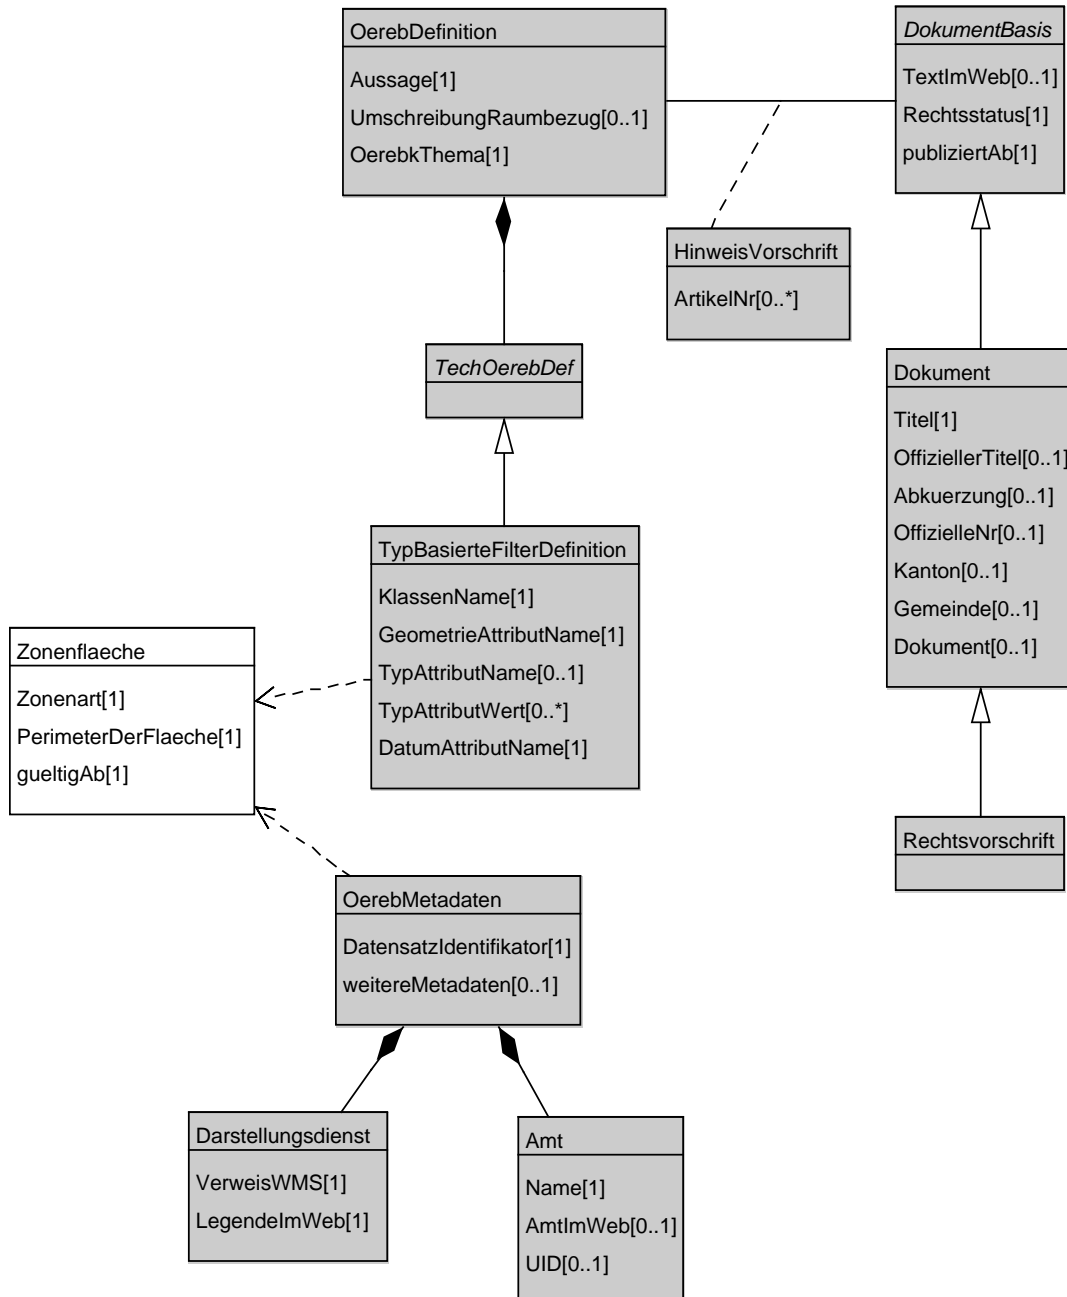 OerebDefinition
Aussage[1]
UmschreibungRaumbezug[0..1]
OerebkThema[1]
DokumentBasis
TextImWeb[0..1]
Rechtsstatus[1]
publiziertAb[1]
HinweisVorschrift
ArtikelNr[0..*]
TechOerebDef
Dokument
Titel[1]
OffiziellerTitel[0..1]
Abkuerzung[0..1]
OffizielleNr[0..1]
Kanton[0..1]
Gemeinde[0..1]
Dokument[0..1]
TypBasierteFilterDefinition
KlassenName[1]
GeometrieAttributName[1]
TypAttributName[0..1]
TypAttributWert[0..*]
DatumAttributName[1]
Zonenflaeche
Zonenart[1]
PerimeterDerFlaeche[1]
gueltigAb[1]
Rechtsvorschrift
OerebMetadaten
DatensatzIdentifikator[1]
weitereMetadaten[0..1]
Darstellungsdienst
VerweisWMS[1]
LegendeImWeb[1]
Amt
Name[1]
AmtImWeb[0..1]
UID[0..1]